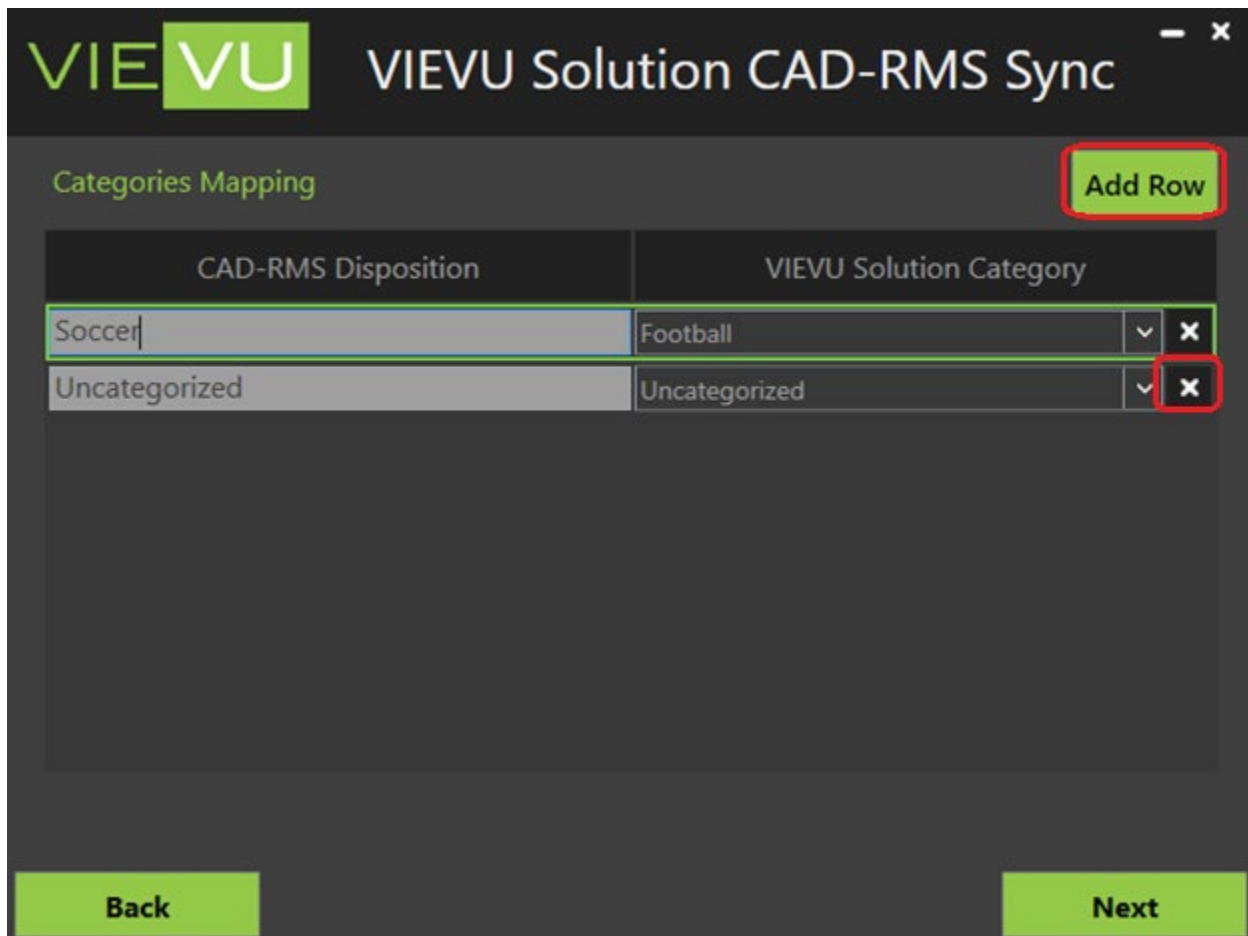 VIEVU VIEVU Solution CAD-RMS Sync
Categories Mapping Add Row
CAD-RMS Disposition VIEVU Solution Category
Soccer Football
Uncategorized Uncategorized
Back Next